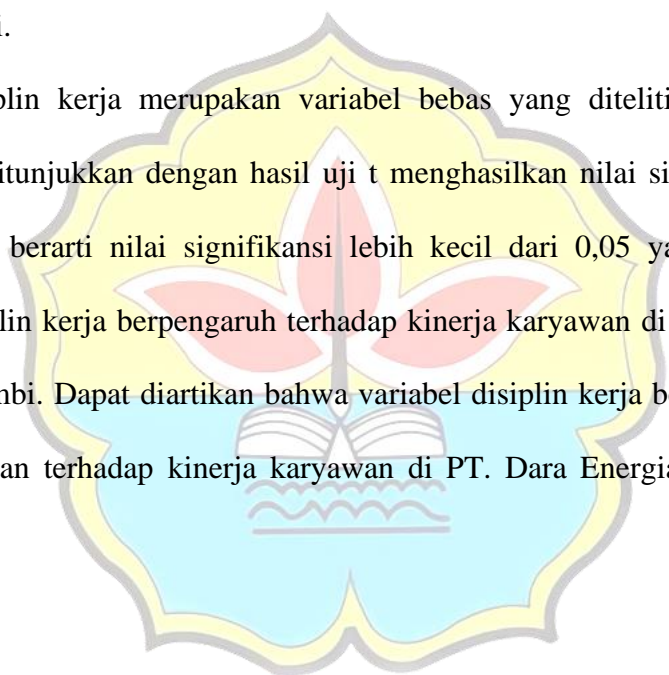 i.
plin kerja merupakan variabel bebas yang diteliti
itunjukkan dengan hasil uji t menghasilkan nilai si
berarti nilai signifikansi lebih kecil dari 0,05 ya
lin kerja berpengaruh terhadap kinerja karyawan di
nbi. Dapat diartikan bahwa variabel disiplin kerja be
an terhadap kinerja karyawan di PT. Dara Energia